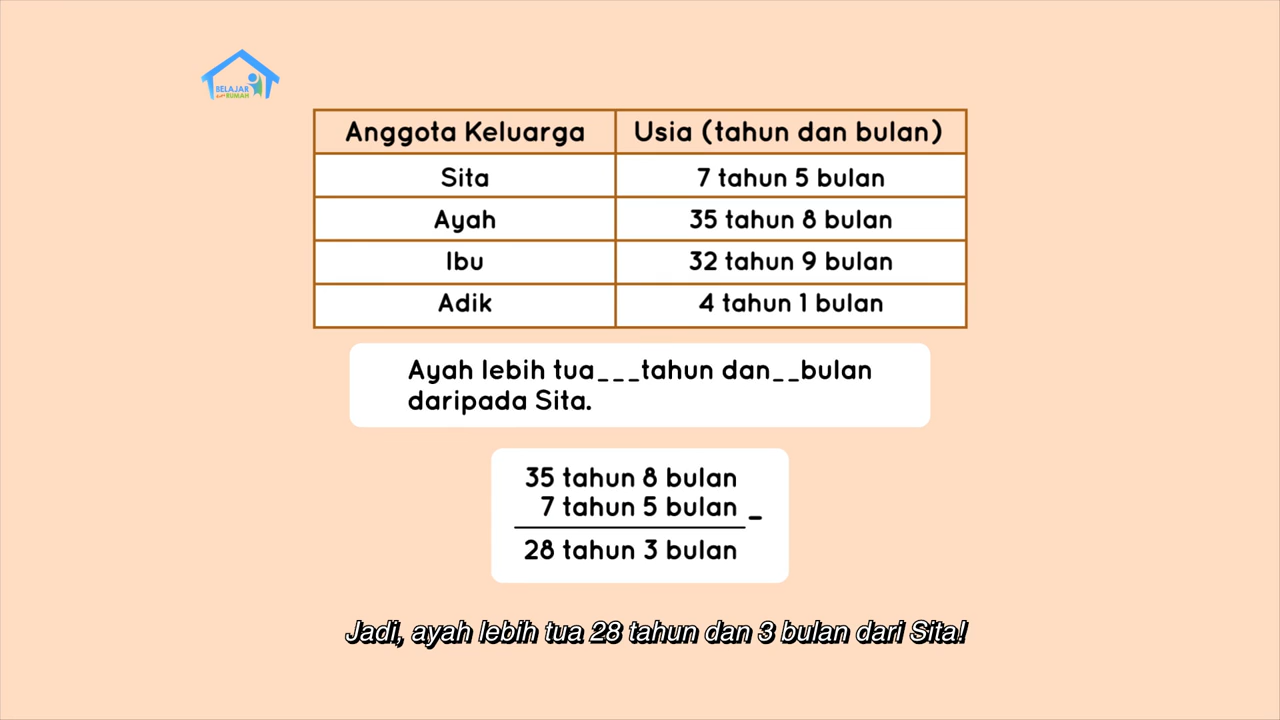 BELAJAR
dari RUMAH
Anggota Keluarga Usia (tahun dan bulan)
Sita 7 tahun 5 bulan
Ayah 35 tahun 8 bulan
Ibu 32 tahun 9 bulan
Adik 4 tahun 1 bulan
Ayah lebih tua___tahun dan__bulan
daripada Sita.
35 tahun 8 bulan
7 tahun 5 bulan -
28 tahun 3 bulan
Jadi, ayah lebih tua 28 tahun dan 3 bulan dari Sita!